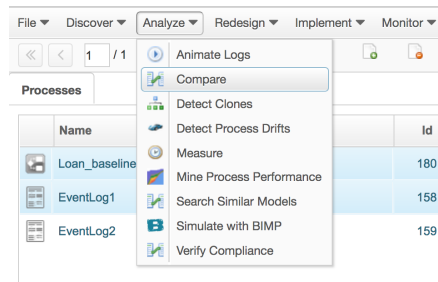 File Discover Analyze Redesign Implement Monitor
1 / 1
Animate Logs
Compare
Detect Clones
Detect Process Drifts
Measure
Mine Process Performance
Search Similar Models
Simulate with BIMP
Verify Compliance
Processes
Name Id
Loan_baseline 180
EventLog1 158
EventLog2 159